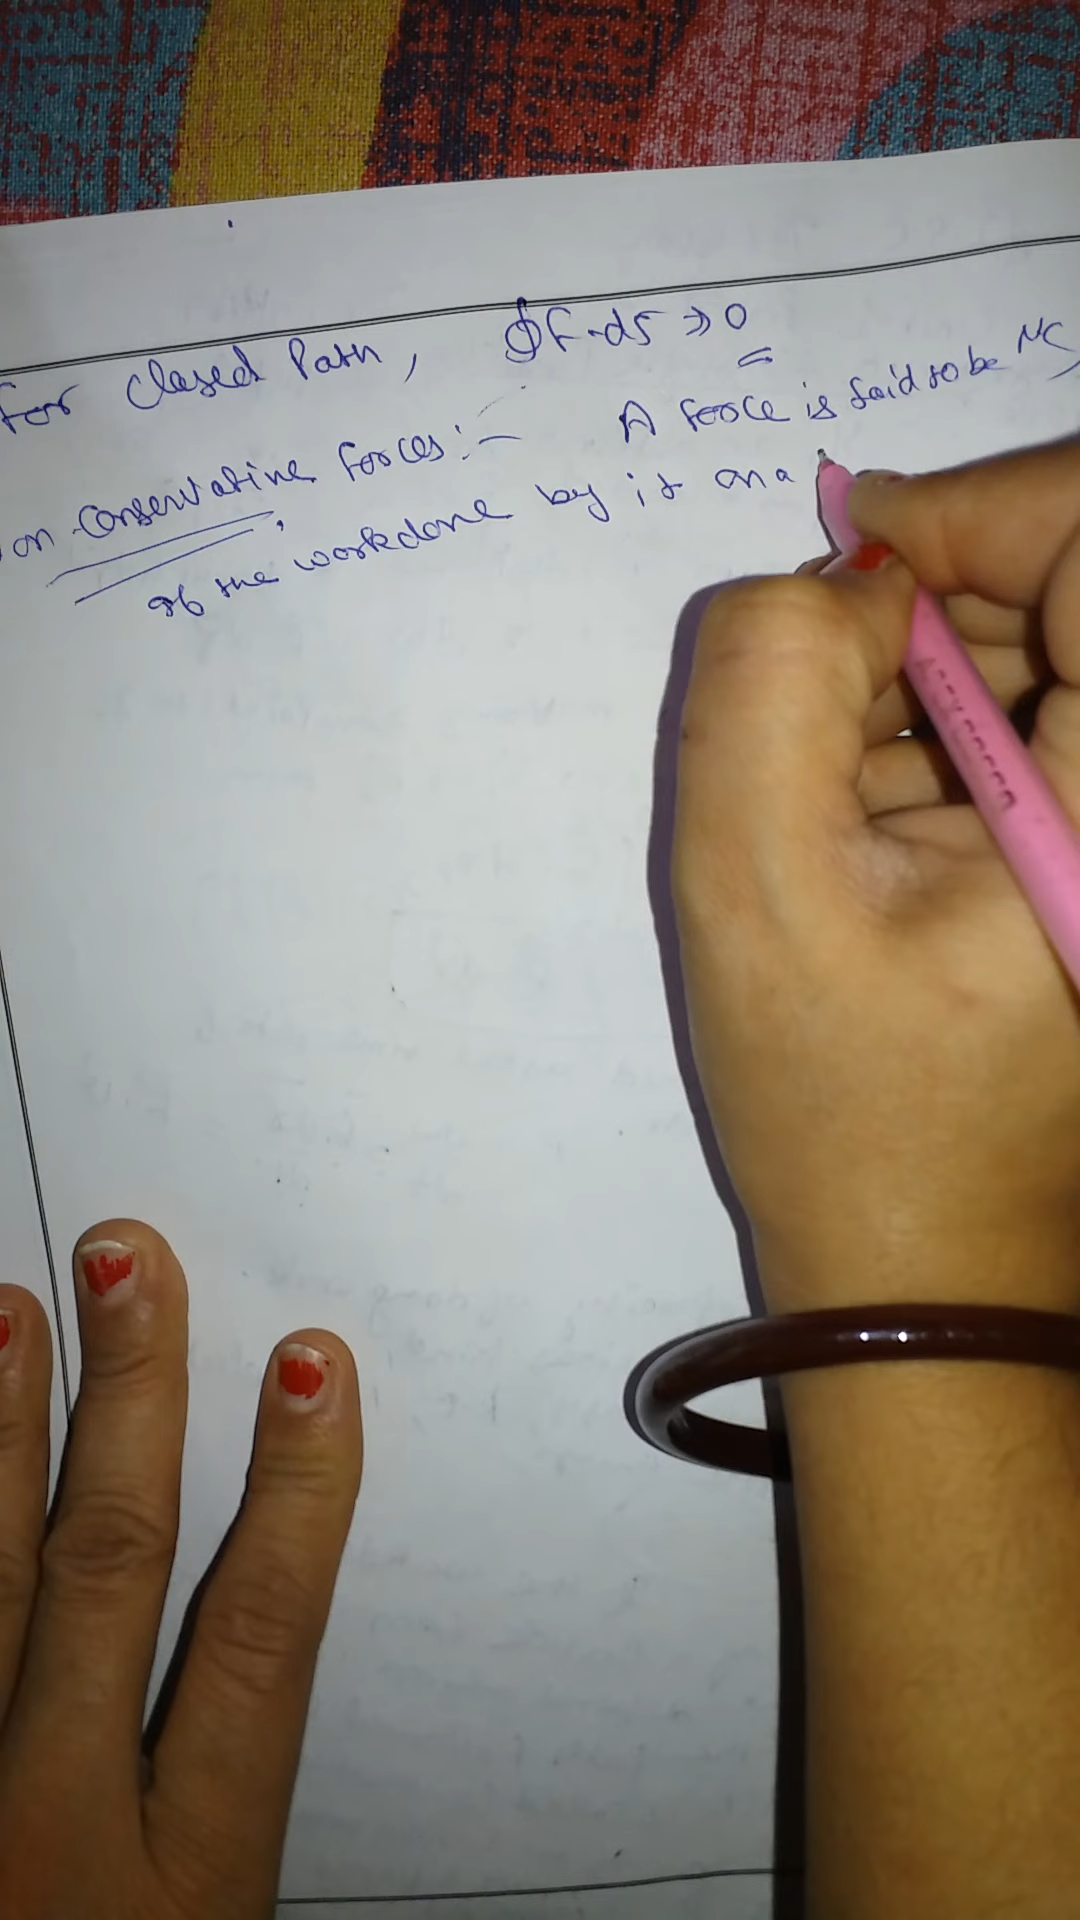 For Closed Path, ∮F.ds ⇒ 0
on Conservative Forces:- A force is said to be NC
if the workdone by it on a